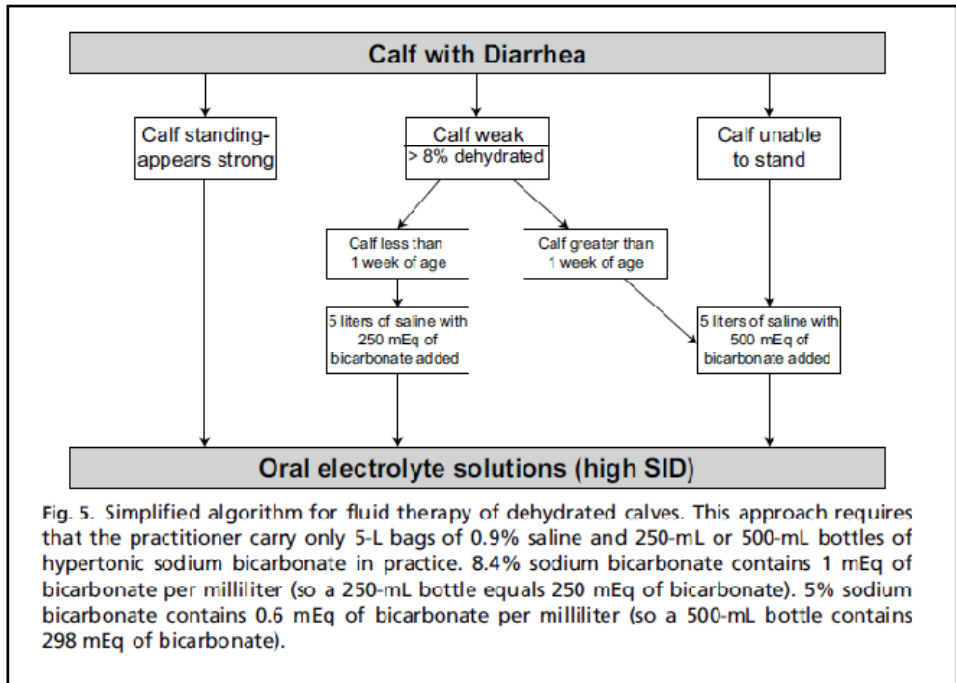 Calf with Diarrhea
Calf standing-
appears strong
Calf weak
> 8% dehydrated
Calf unable
to stand
Calf less than
1 week of age
Calf greater than
1 week of age
5 liters of saline with
250 mEq of
bicarbonate added
5 liters of saline with
500 mEq of
bicarbonate added
Oral electrolyte solutions (high SID)
Fig. 5. Simplified algorithm for fluid therapy of dehydrated calves. This approach requires
that the practitioner carry only 5-L bags of 0.9% saline and 250-mL or 500-mL bottles of
hypertonic sodium bicarbonate in practice. 8.4% sodium bicarbonate contains 1 mEq of
bicarbonate per milliliter (so a 250-mL bottle equals 250 mEq of bicarbonate). 5% sodium
bicarbonate contains 0.6 mEq of bicarbonate per milliliter (so a 500-mL bottle contains
298 mEq of bicarbonate).